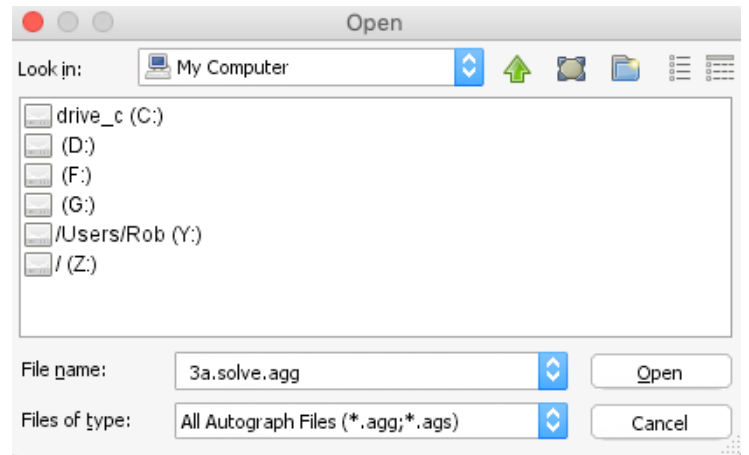 Open
Look in: My Computer
drive_c (C:)
(D:)
(F:)
(G:)
/Users/Rob (Y:)
/ (Z:)
File name: 3a.solve.agg Open
Files of type: All Autograph Files (*.agg;*.ags) Cancel